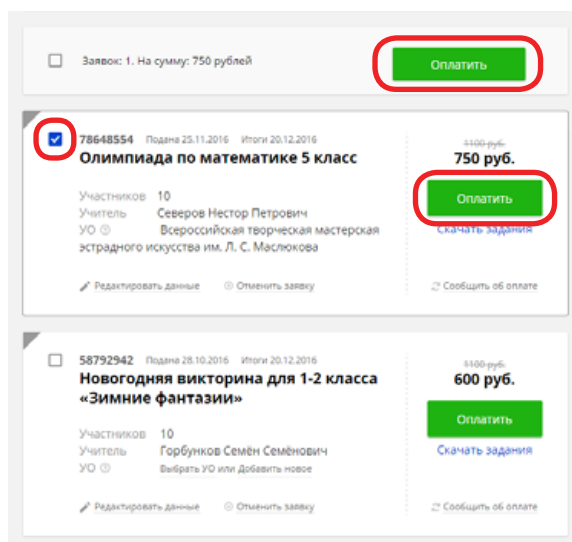 Заявок: 1. На сумму: 750 рублей
Оплатить
78648554 Подана 25.11.2016 Итоги 20.12.2016
Олимпиада по математике 5 класс
1100 руб.
750 руб.
Участников 10
Оплатить
Учитель Северов Нестор Петрович
УО Всероссийская творческая мастерская
эстрадного искусства им. Л. С. Маслюкова
Скачать задания
Редактировать данные Отменить заявку
Сообщить об оплате
58792942 Подана 28.10.2016 Итоги 20.12.2016
Новогодняя викторина для 1-2 класса
«Зимние фантазии»
1100 руб.
600 руб.
Участников 10
Оплатить
Учитель Горбунков Семён Семёнович
Скачать задания
УО Выбрать УО или Добавить новое
Редактировать данные Отменить заявку
Сообщить об оплате